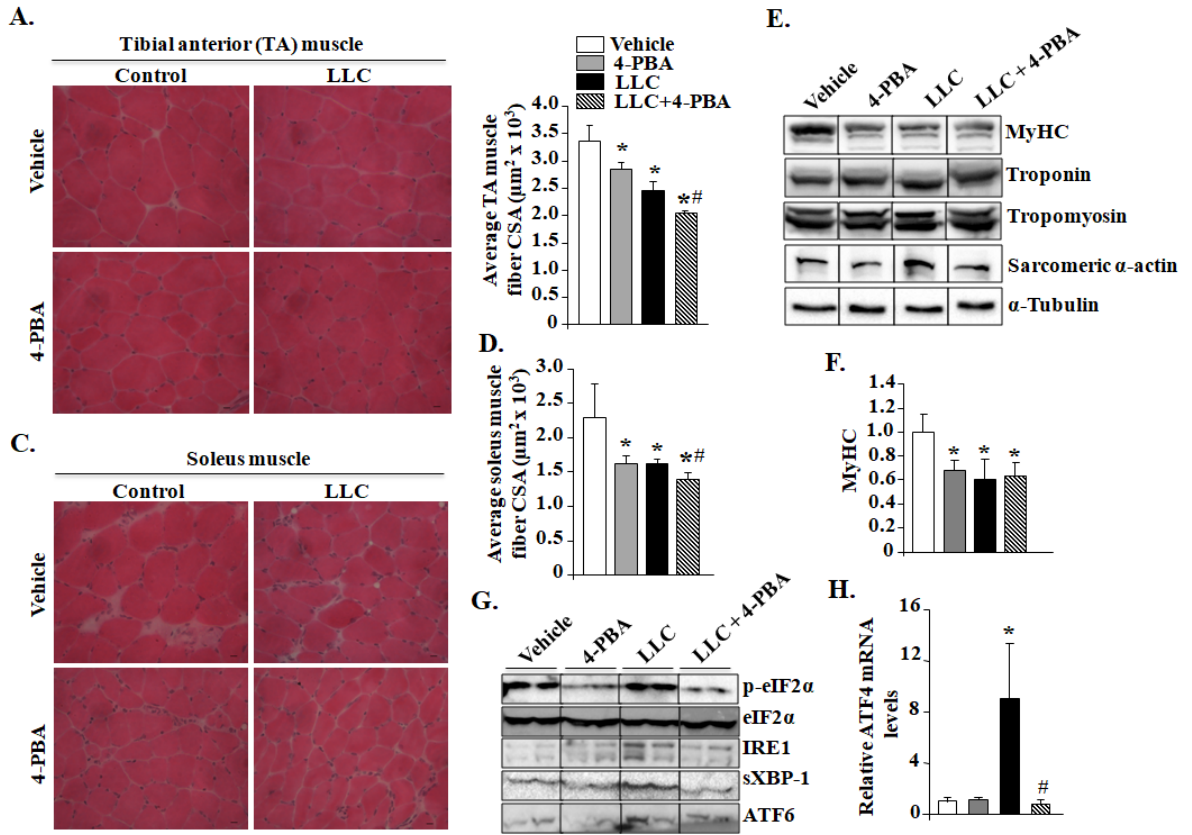 A.
Tibial anterior (TA) muscle
Control
LLC
Vehicle
4-PBA
Vehicle
4-PBA
LLC
LLC+4-PBA
Average TA muscle
fiber CSA (µm² x 10³)
4.0
3.5
3.0
2.5
2.0
1.5
1.0
0.5
0
*
*
*#
C.
Soleus muscle
Control
LLC
Vehicle
4-PBA
D.
Average soleus muscle
fiber CSA (µm² x 10³)
3.0
2.5
2.0
1.5
1.0
0.5
0
*
*
*#
E.
Vehicle
4-PBA
LLC
LLC + 4-PBA
MyHC
Troponin
Tropomyosin
Sarcomeric α-actin
α-Tubulin
F.
MyHC
1.4
1.2
1.0
0.8
0.6
0.4
0.2
0
*
*
*
G.
Vehicle
4-PBA
LLC
LLC + 4-PBA
p-eIF2α
eIF2α
IRE1
sXBP-1
ATF6
H.
Relative ATF4 mRNA
levels
16
12
8
4
0
*
#